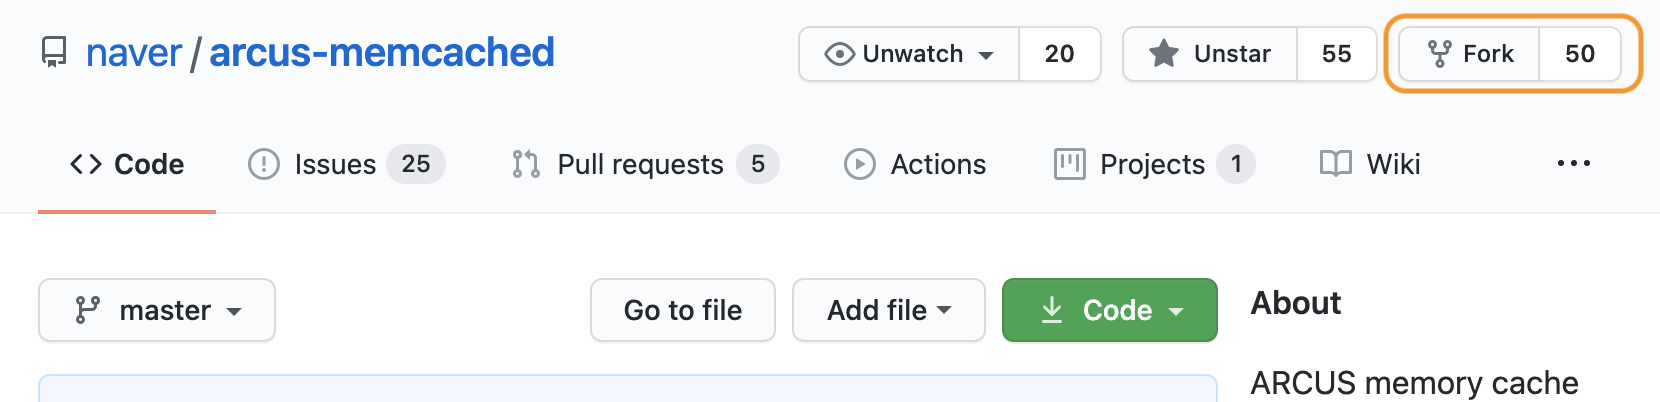 naver / arcus-memcached
Unwatch 20 Unstar 55 Fork 50
Code Issues 25 Pull requests 5 Actions Projects 1 Wiki ...
master Go to file Add file Code About
ARCUS memory cache